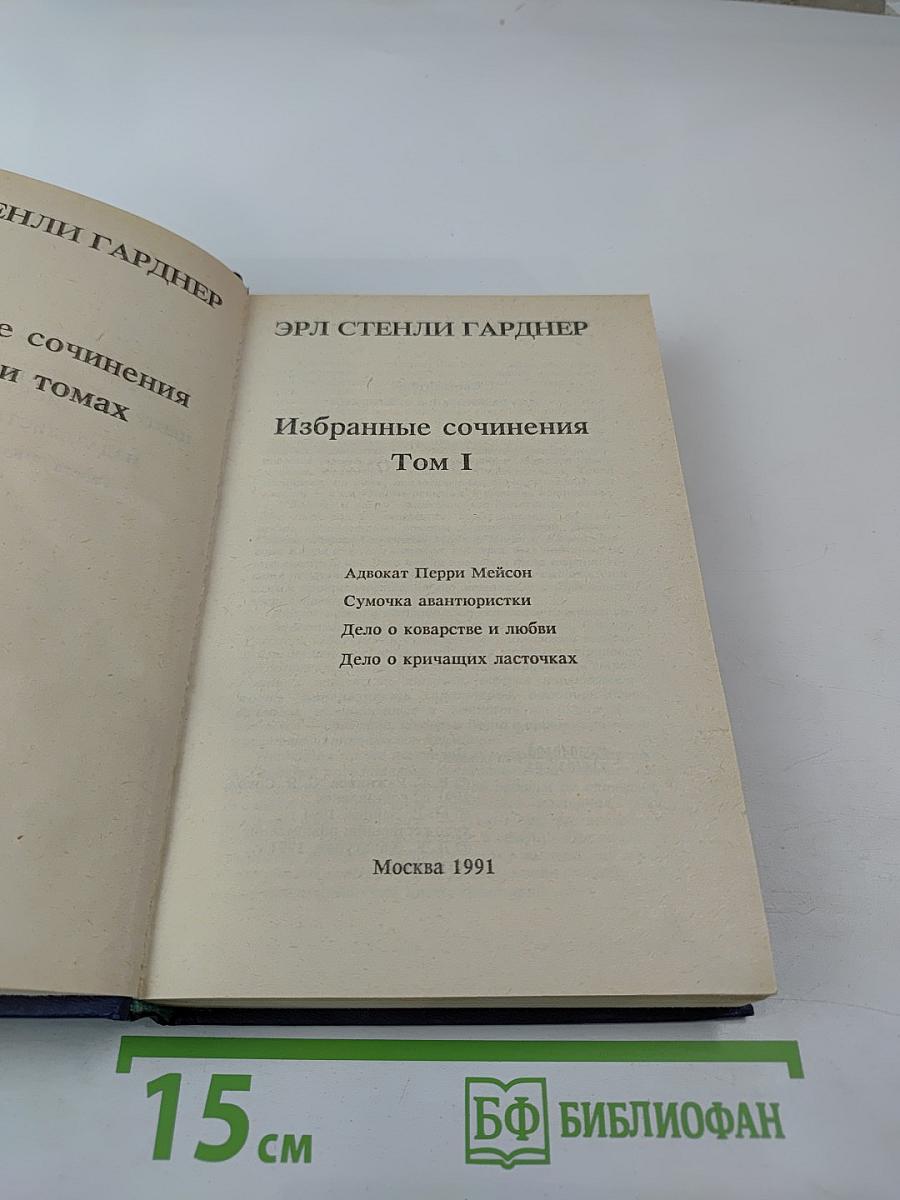 ГАРДНЕР
сочинения
и томах
ЭРЛ СТЕНЛИ ГАРДНЕР
Избранные сочинения
Том I
Адвокат Перри Мейсон
Сумочка авантюристки
Дело о коварстве и любви
Дело о кричащих ласточках
Москва 1991
15 см
БФ БИБЛИОФАН